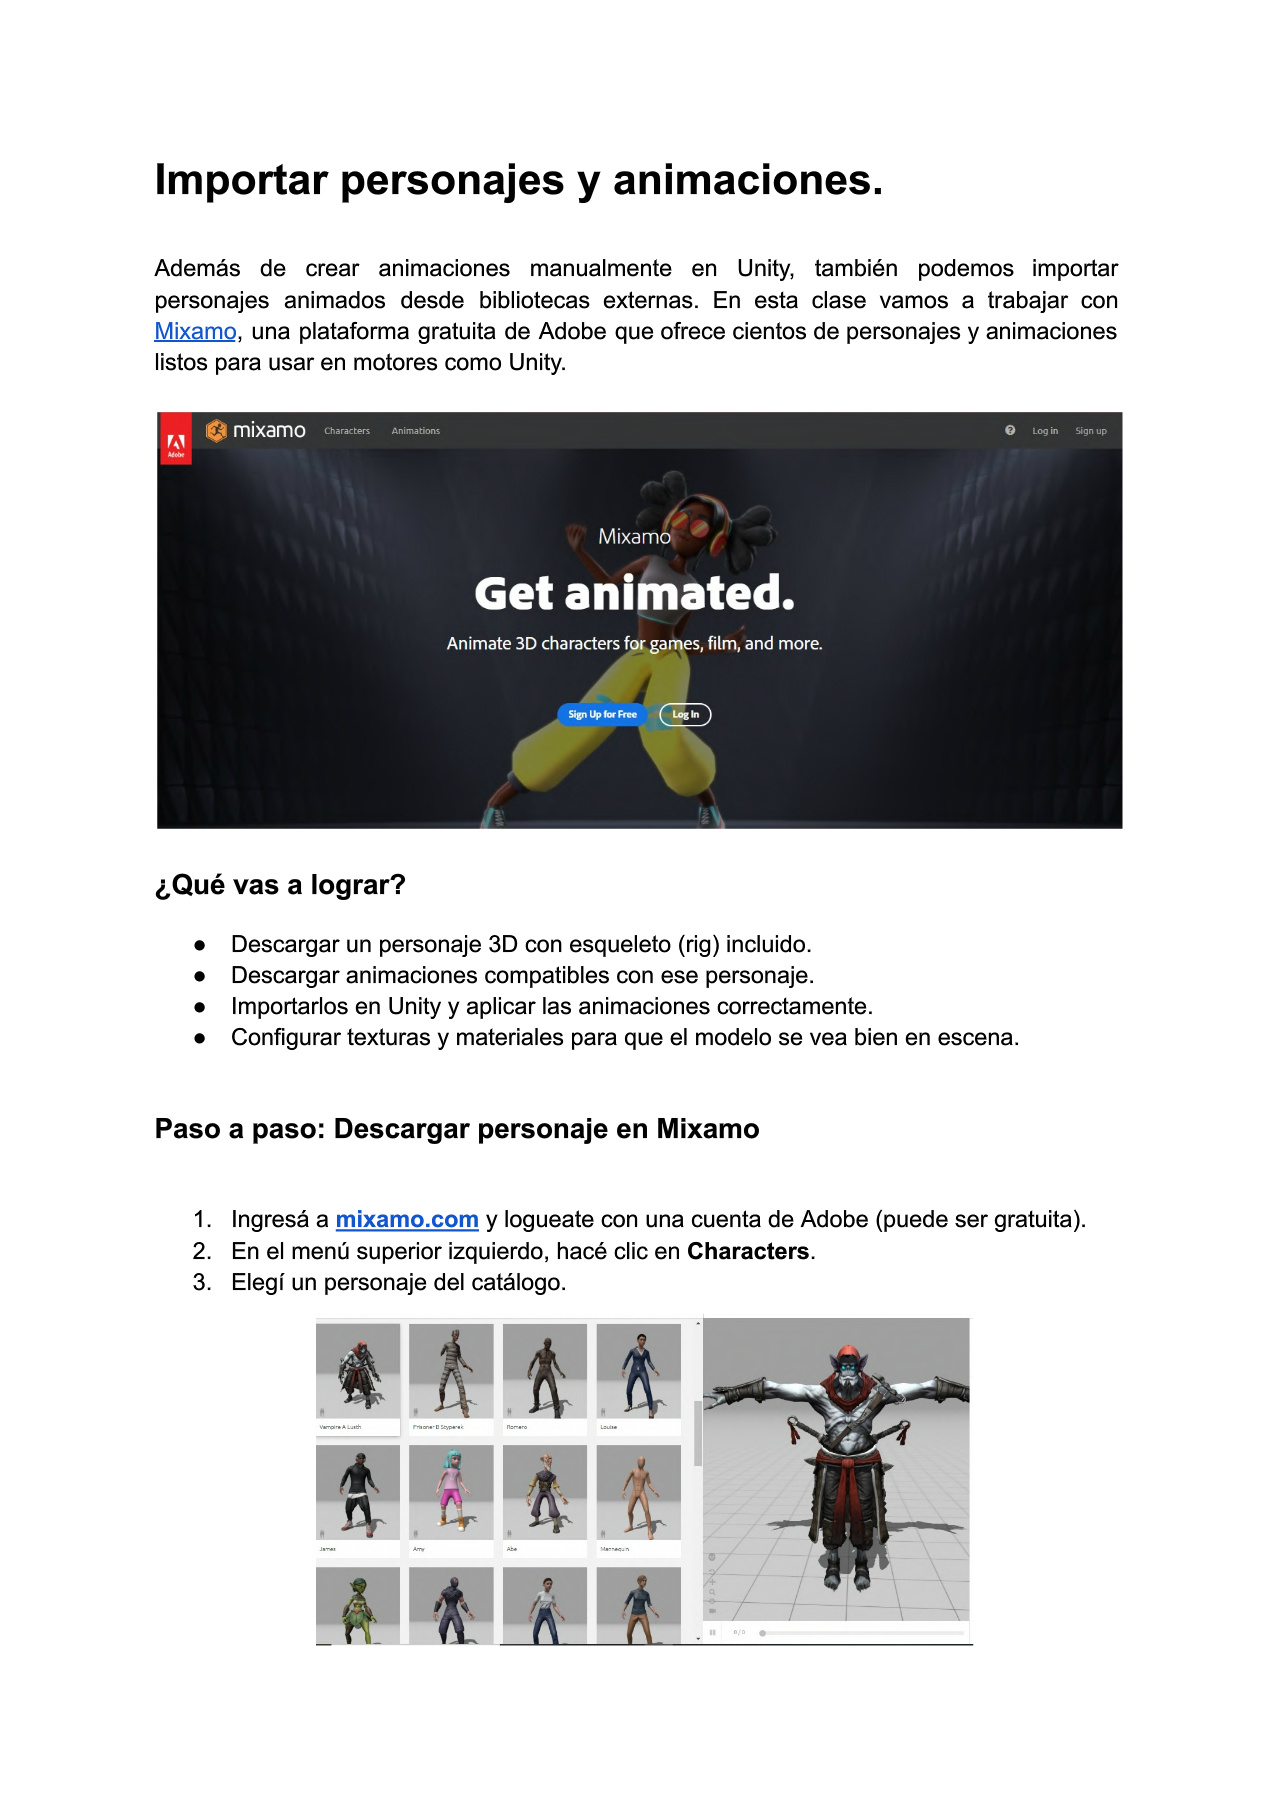 Importar personajes y animaciones.
Además de crear animaciones manualmente en Unity, también podemos importar
personajes animados desde bibliotecas externas. En esta clase vamos a trabajar con
Mixamo, una plataforma gratuita de Adobe que ofrece cientos de personajes y animaciones
listos para usar en motores como Unity.
Adobe
mixamo Characters Animations Log in Sign up
Mixamo
Get animated.
Animate 3D characters for games, film, and more.
Sign Up for Free Log In
¿Qué vas a lograr?
● Descargar un personaje 3D con esqueleto (rig) incluido.
● Descargar animaciones compatibles con ese personaje.
● Importarlos en Unity y aplicar las animaciones correctamente.
● Configurar texturas y materiales para que el modelo se vea bien en escena.
Paso a paso: Descargar personaje en Mixamo
1. Ingresá a mixamo.com y logueate con una cuenta de Adobe (puede ser gratuita).
2. En el menú superior izquierdo, hacé clic en Characters.
3. Elegí un personaje del catálogo.
Vampire A Lusth Prisoner B Styperek Romero Louise
James Amy Abe Mannequin
0 / 0